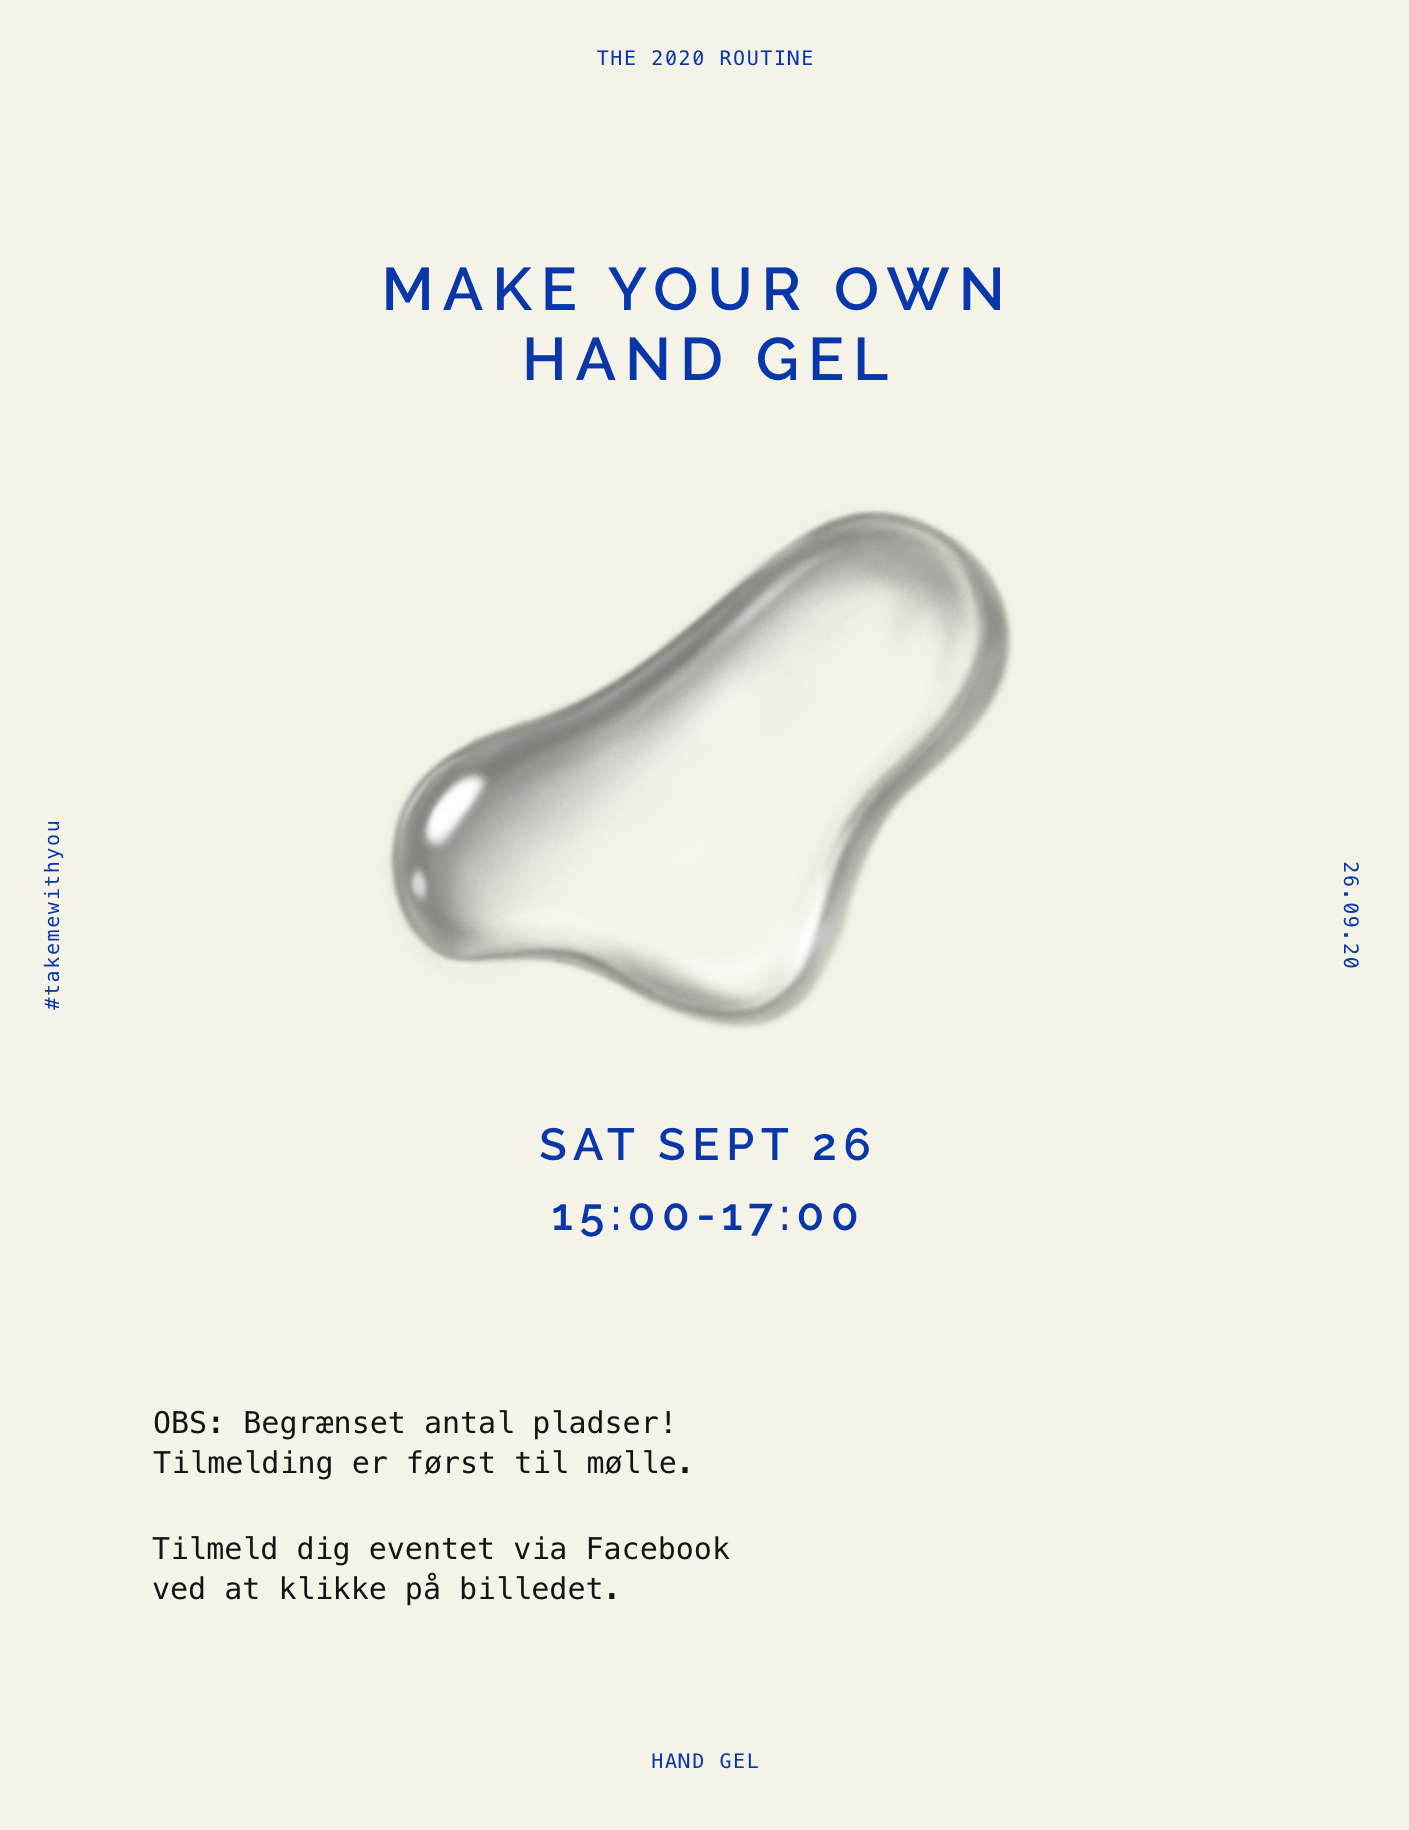 THE 2020 ROUTINE
MAKE YOUR OWN
HAND GEL
#takemewithyou
26.09.20
SAT SEPT 26
15:00-17:00
OBS: Begrænset antal pladser!
Tilmelding er først til mølle.
Tilmeld dig eventet via Facebook
ved at klikke på billedet.
HAND GEL